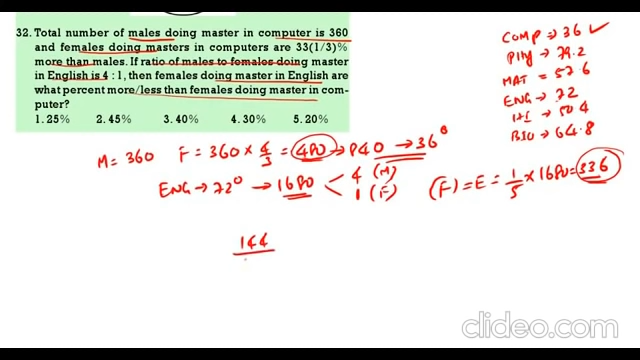 32. Total number of males doing master in computer is 360
and females doing masters in computers are 33(1/3)%
more than males. If ratio of males to females doing master
in English is 4 : 1, then females doing master in English are
what percent more/less than females doing master in com-
puter?
1. 25% 2. 45% 3. 40% 4. 30% 5. 20%
COMP → 36 ✓
PHY → 79.2
MAT = 57.6
ENG → 72
HI → 50.4
BIO → 64.8
M = 360 F = 360 × 4/3 = 480 → 840 → 36°
ENG → 72° → 1680 < 4 (M)
1 (F)
(F) = E = 1/5 × 1680 = 336
144
clideo.com